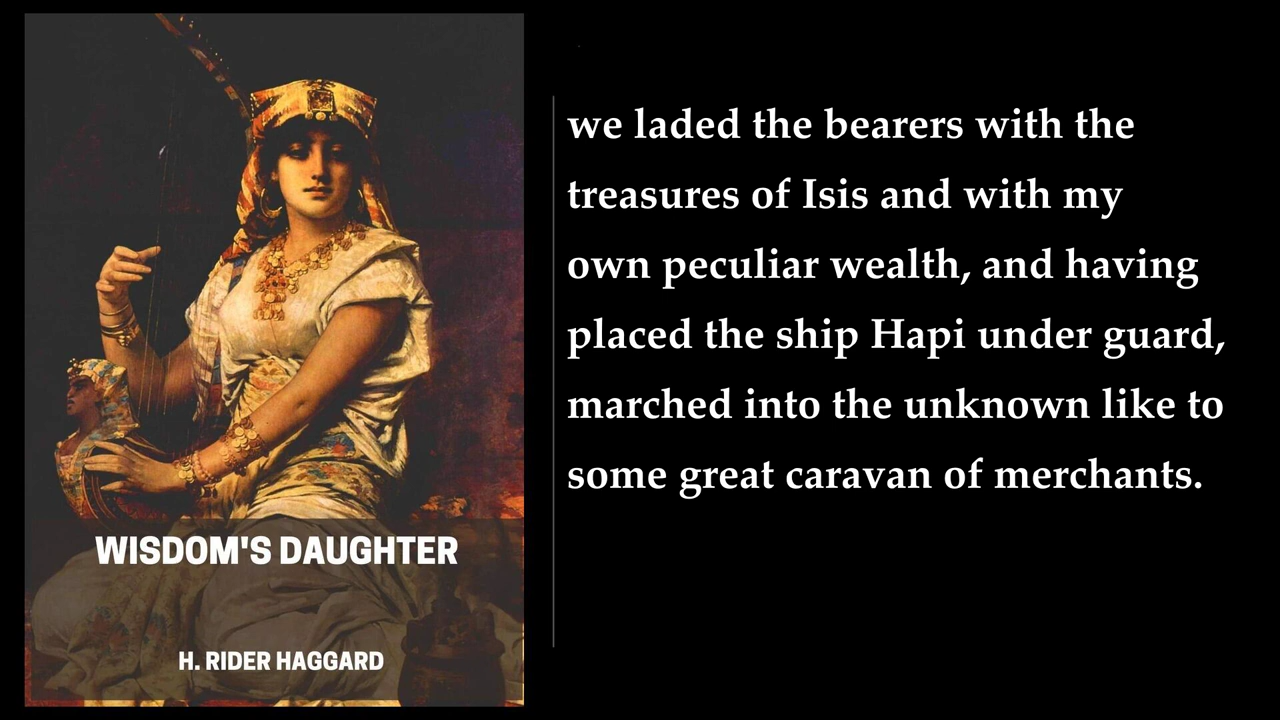 WISDOM'S DAUGHTER
H. RIDER HAGGARD
we laded the bearers with the
treasures of Isis and with my
own peculiar wealth, and having
placed the ship Hapi under guard,
marched into the unknown like to
some great caravan of merchants.